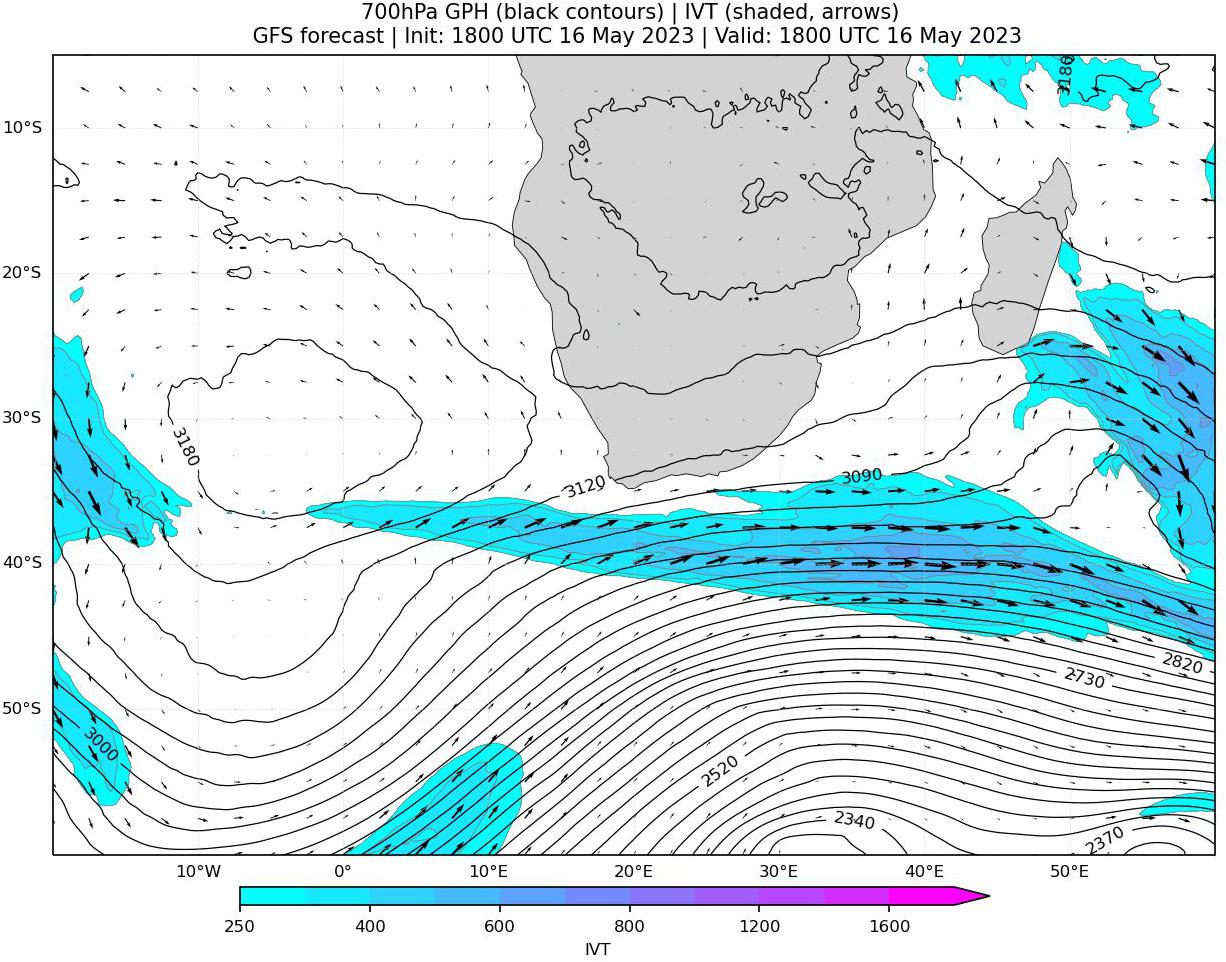 700hPa GPH (black contours) | IVT (shaded, arrows)
GFS forecast | Init: 1800 UTC 16 May 2023 | Valid: 1800 UTC 16 May 2023
3180
10°S
20°S
30°S
3180
3120
3090
40°S
2820
2730
50°S
3000
2520
2340
2370
10°W 0° 10°E 20°E 30°E 40°E 50°E
250 400 600 800 1200 1600
IVT